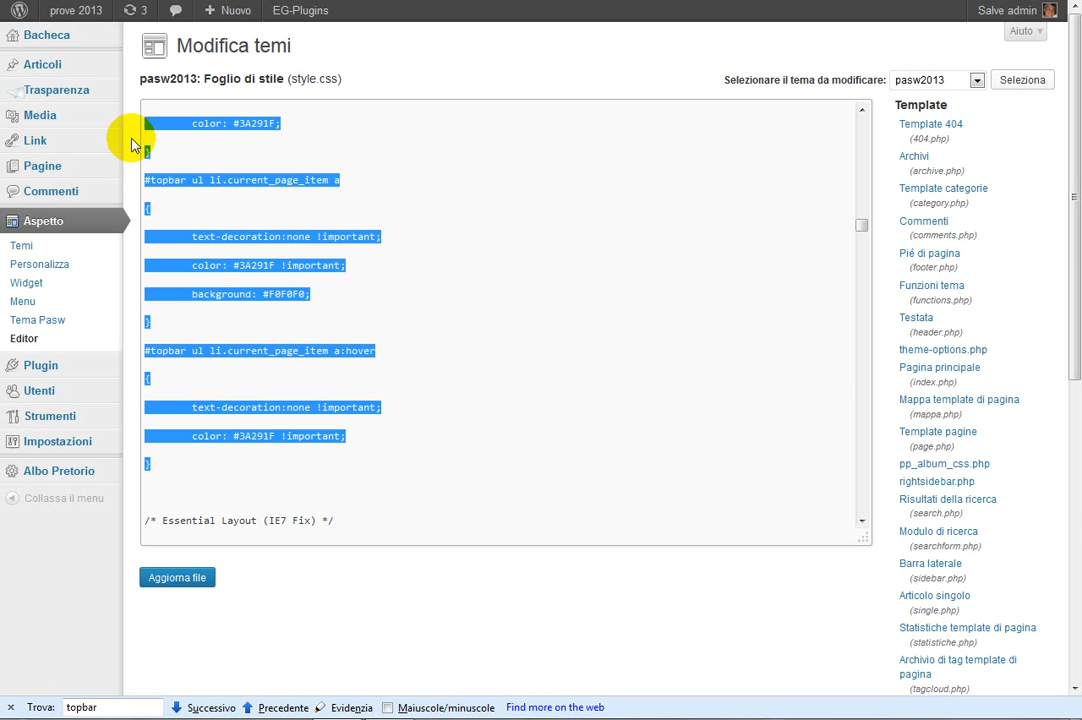 prove 2013
3
Nuovo
EG-Plugins
Salve admin
Bacheca
Articoli
Trasparenza
Media
Link
Pagine
Commenti
Aspetto
Temi
Personalizza
Widget
Menu
Tema Pasw
Editor
Plugin
Utenti
Strumenti
Impostazioni
Albo Pretorio
Collassa il menu
Aiuto
Modifica temi
pasw2013: Foglio di stile (style.css)
Selezionare il tema da modificare:
pasw2013
Seleziona
color: #3A291F;
}
#topbar ul li.current_page_item a
{
text-decoration:none !important;
color: #3A291F !important;
background: #F0F0F0;
}
#topbar ul li.current_page_item a:hover
{
text-decoration:none !important;
color: #3A291F !important;
}
/* Essential Layout (IE7 Fix) */
Aggiorna file
Template
Template 404
(404.php)
Archivi
(archive.php)
Template categorie
(category.php)
Commenti
(comments.php)
Pié di pagina
(footer.php)
Funzioni tema
(functions.php)
Testata
(header.php)
theme-options.php
Pagina principale
(index.php)
Mappa template di pagina
(mappa.php)
Template pagine
(page.php)
pp_album_css.php
rightsidebar.php
Risultati della ricerca
(search.php)
Modulo di ricerca
(searchform.php)
Barra laterale
(sidebar.php)
Articolo singolo
(single.php)
Statistiche template di pagina
(statistiche.php)
Archivio di tag template di
pagina
(tagcloud.php)
Trova:
topbar
Successivo
Precedente
Evidenzia
Maiuscole/minuscole
Find more on the web